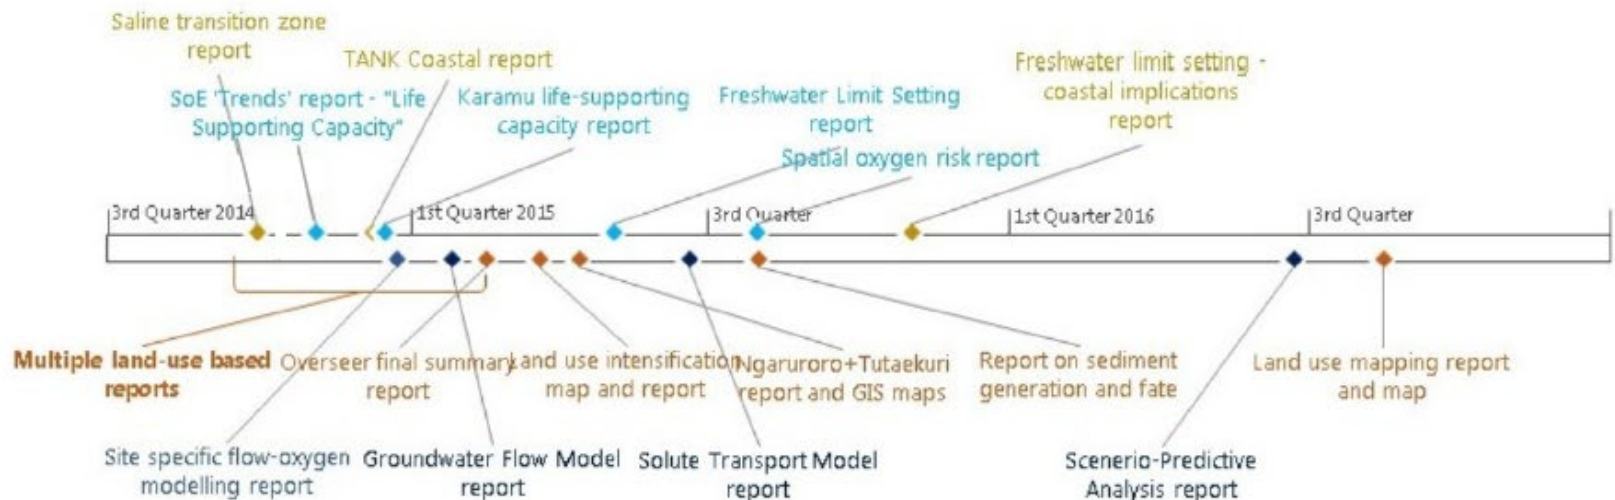 Saline transition zone
report
TANK Coastal report
SoE 'Trends' report - "Life
Supporting Capacity"
Karamu life-supporting
capacity report
Freshwater Limit Setting
report
Spatial oxygen risk report
Freshwater limit setting -
coastal implications
report
3rd Quarter 2014
1st Quarter 2015
3rd Quarter
1st Quarter 2016
3rd Quarter
Multiple land-use based
reports
Overseer final summary
report
Land use intensification
map and report
Ngaruroro+Tutaekuri
report and GIS maps
Report on sediment
generation and fate
Land use mapping report
and map
Site specific flow-oxygen
modelling report
Groundwater Flow Model
report
Solute Transport Model
report
Scenerio-Predictive
Analysis report